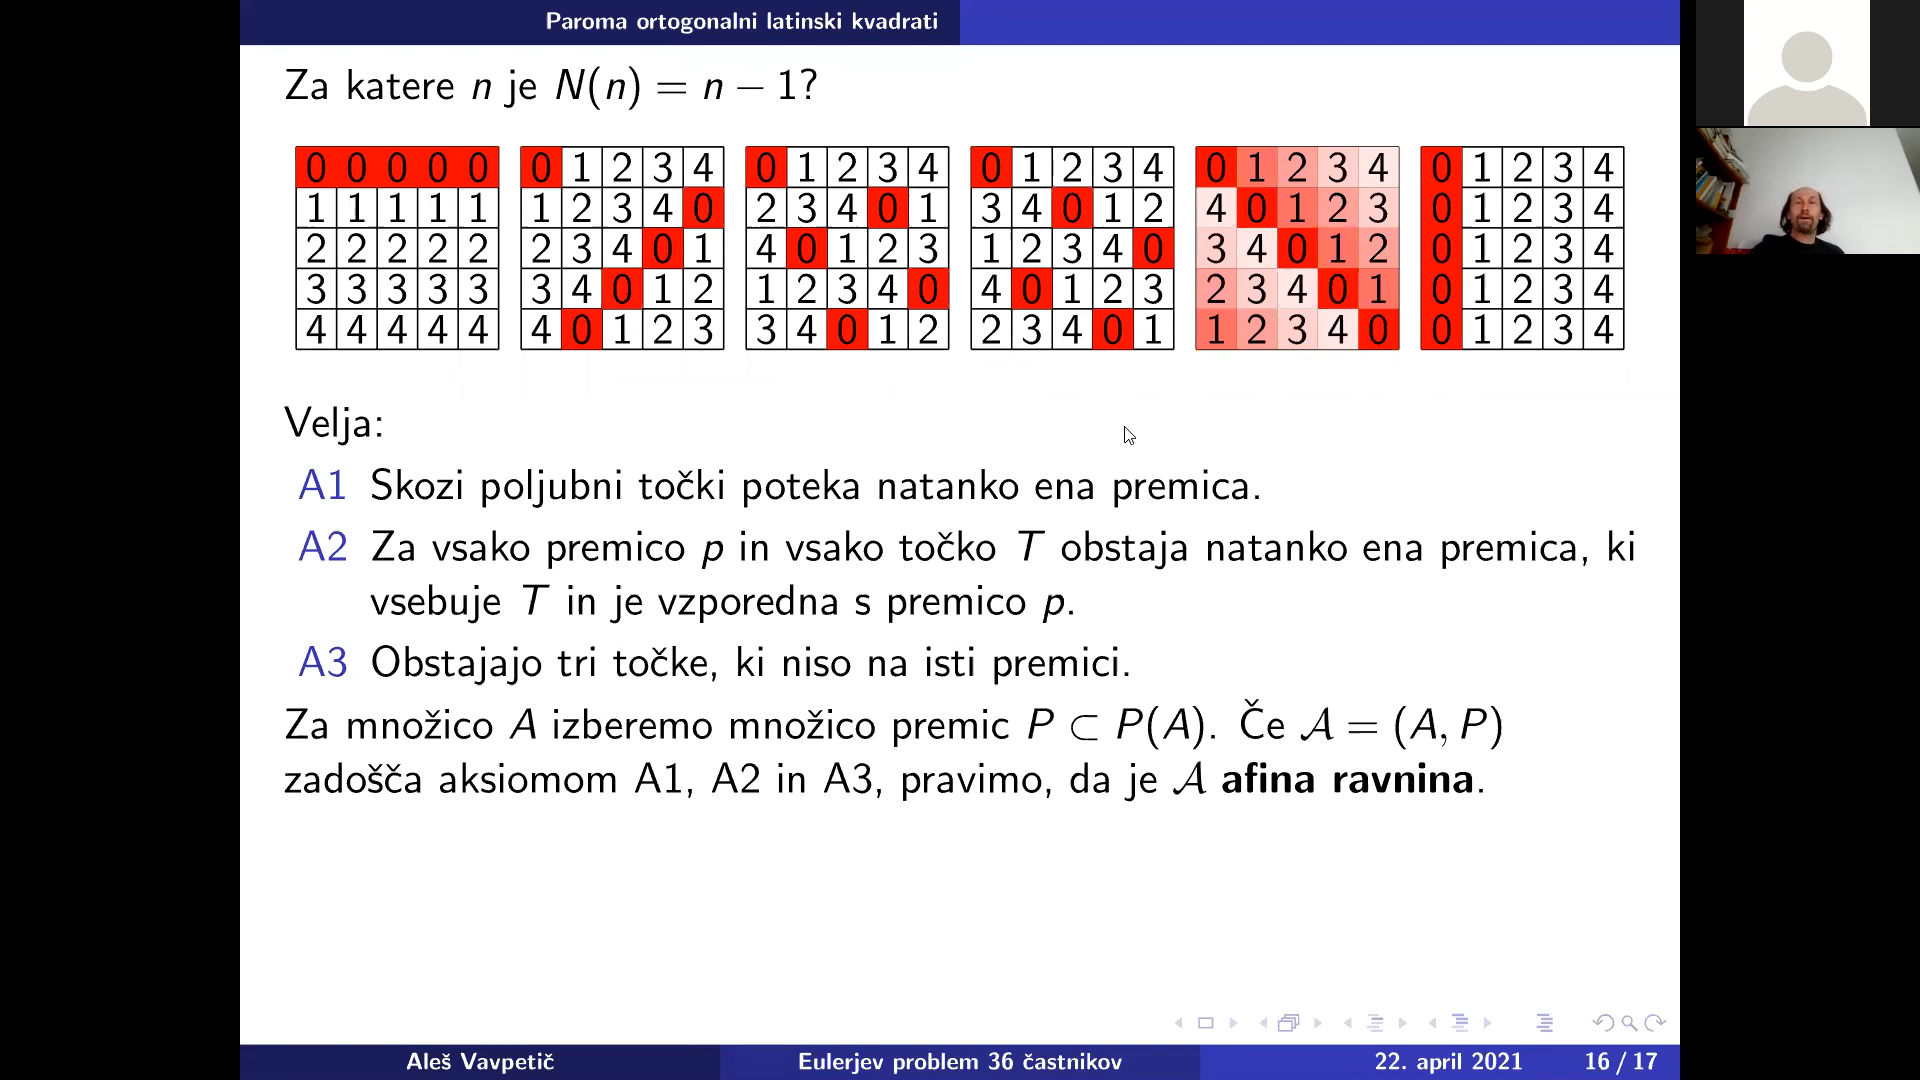 Paroma ortogonalni latinski kvadrati
Za katere n je N(n) = n − 1?
0 0 0 0 0 0 1 2 3 4 0 1 2 3 4 0 1 2 3 4 0 1 2 3 4 0 1 2 3 4
1 1 1 1 1 1 2 3 4 0 2 3 4 0 1 3 4 0 1 2 4 0 1 2 3 0 1 2 3 4
2 2 2 2 2 2 3 4 0 1 4 0 1 2 3 1 2 3 4 0 3 4 0 1 2 0 1 2 3 4
3 3 3 3 3 3 4 0 1 2 1 2 3 4 0 4 0 1 2 3 2 3 4 0 1 0 1 2 3 4
4 4 4 4 4 4 0 1 2 3 3 4 0 1 2 2 3 4 0 1 1 2 3 4 0 0 1 2 3 4
Velja:
A1 Skozi poljubni točki poteka natanko ena premica.
A2 Za vsako premico p in vsako točko T obstaja natanko ena premica, ki
vsebuje T in je vzporedna s premico p.
A3 Obstajajo tri točke, ki niso na isti premici.
Za množico A izberemo množico premic P ⊂ P(A). Če 𝒜 = (A, P)
zadošča aksiomom A1, A2 in A3, pravimo, da je 𝒜 afina ravnina.
Aleš Vavpetič Eulerjev problem 36 častnikov 22. april 2021 16 / 17